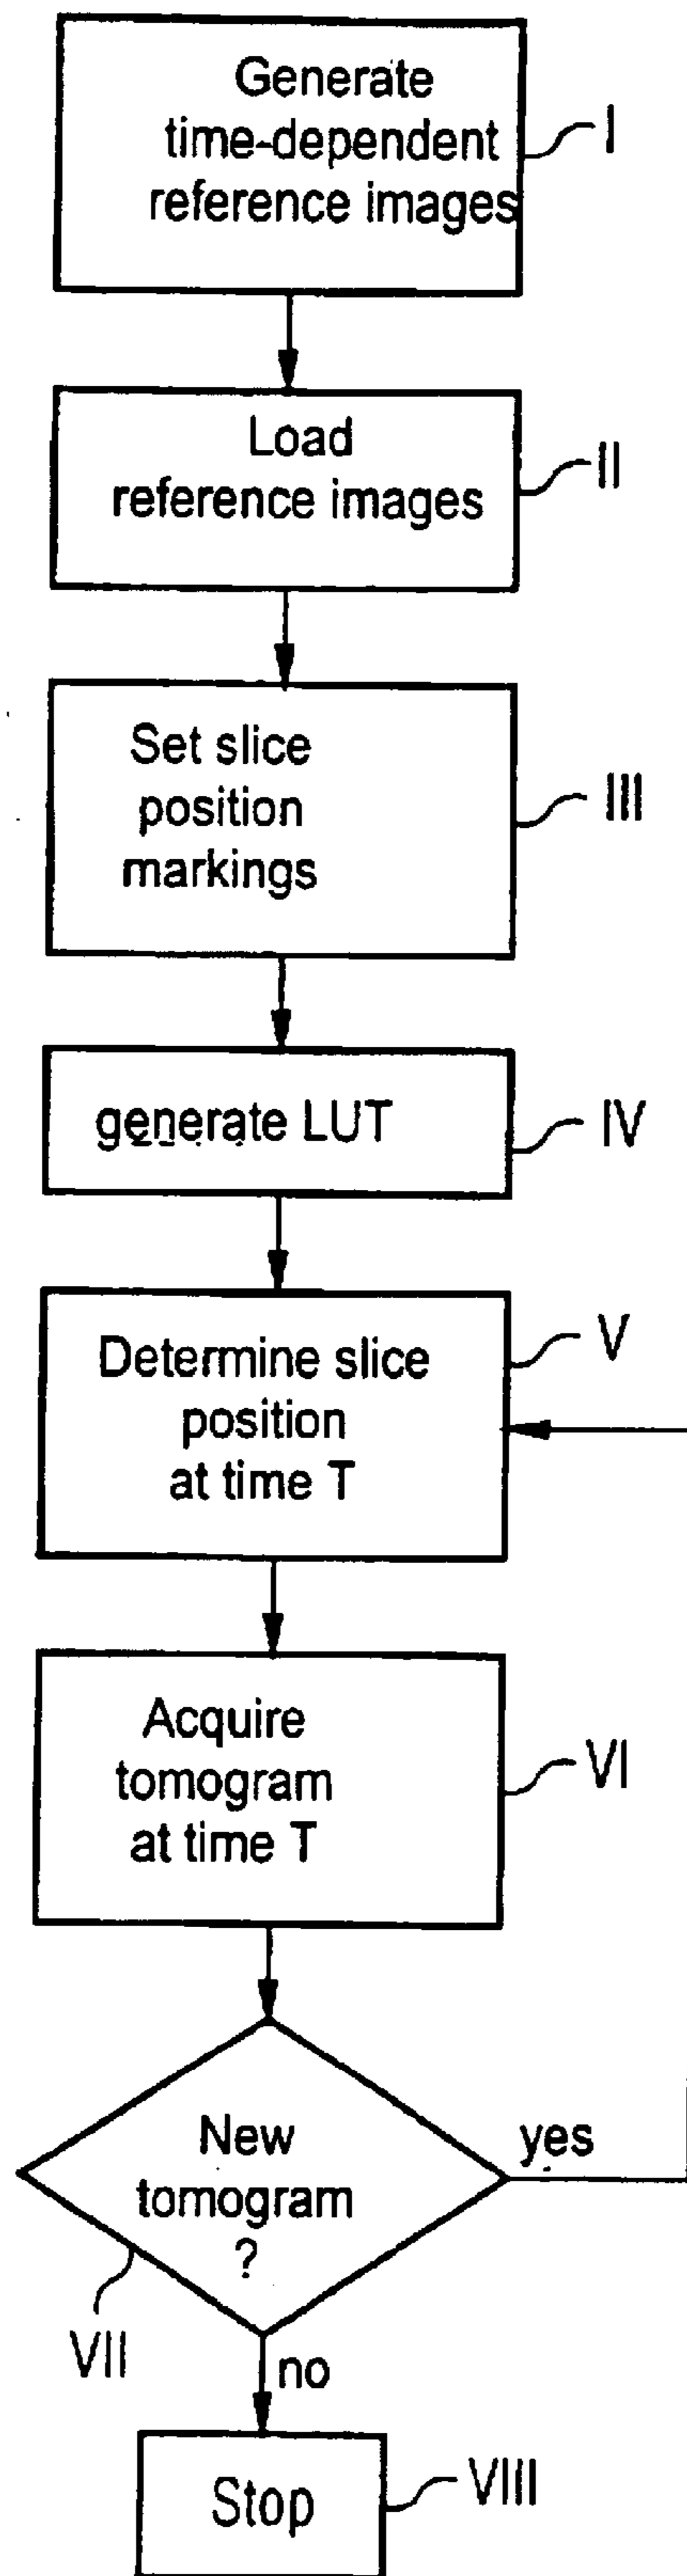 Generate
time-dependent
reference images
I
Load
reference images
II
Set slice
position
markings
III
generate LUT
IV
Determine slice
position
at time T
V
Acquire
tomogram
at time T
VI
New
tomogram
?
yes
VII
no
Stop
VIII